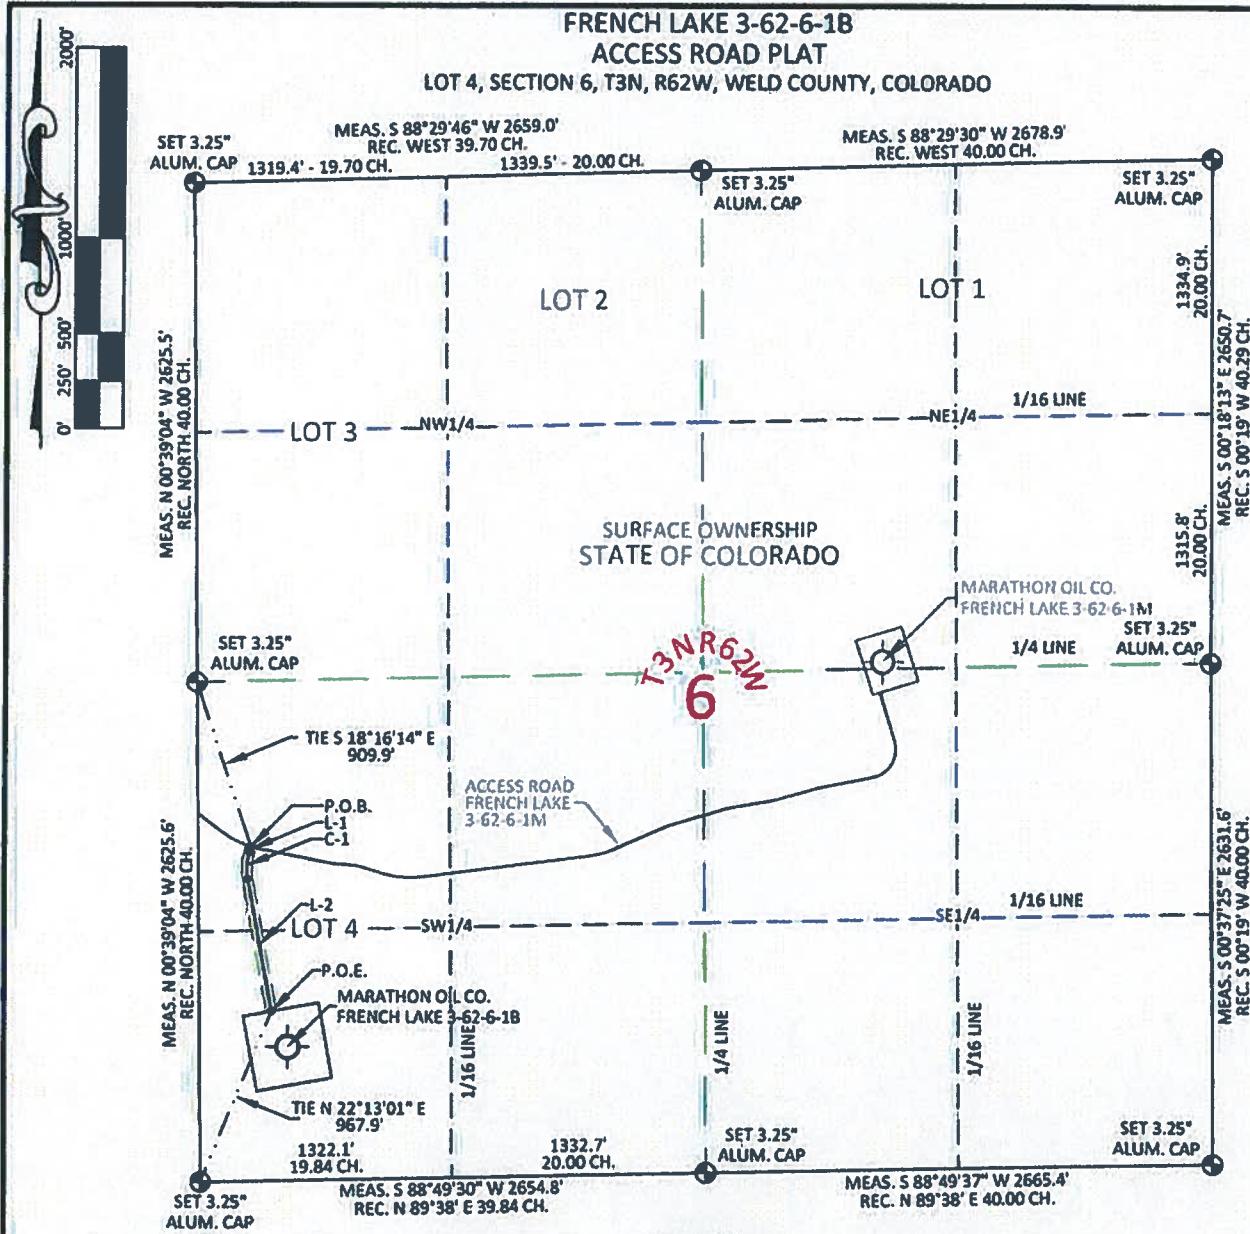 FRENCH LAKE 3-62-6-1B
ACCESS ROAD PLAT
LOT 4, SECTION 6, T3N, R62W, WELD COUNTY, COLORADO
2000'
1000'
500'
250'
0'
SET 3.25"
ALUM. CAP
MEAS. S 88°29'46" W 2659.0'
REC. WEST 39.70 CH.
1319.4' - 19.70 CH.
1339.5' - 20.00 CH.
MEAS. S 88°29'30" W 2678.9'
REC. WEST 40.00 CH.
SET 3.25"
ALUM. CAP
SET 3.25"
ALUM. CAP
LOT 2
LOT 1
1334.9'
20.00 CH.
MEAS. N 00°39'04" W 2625.5'
REC. NORTH 40.00 CH.
MEAS. S 00°18'13" E 2650.7'
REC. S 00°19' W 40.29 CH.
LOT 3
NW1/4
NE1/4
1/16 LINE
SURFACE OWNERSHIP
STATE OF COLORADO
1315.8'
20.00 CH.
MARATHON OIL CO.
FRENCH LAKE 3-62-6-1M
SET 3.25"
ALUM. CAP
T3N R62W
6
1/4 LINE
SET 3.25"
ALUM. CAP
TIE S 18°16'14" E
909.9'
ACCESS ROAD
FRENCH LAKE
3-62-6-1M
P.O.B.
L-1
C-1
MEAS. N 00°39'04" W 2625.6'
REC. NORTH 40.00 CH.
MEAS. S 00°37'25" E 2631.6'
REC. S 00°19' W 40.00 CH.
L-2
LOT 4
SW1/4
SE1/4
1/16 LINE
P.O.E.
MARATHON OIL CO.
FRENCH LAKE 3-62-6-1B
1/16 LINE
1/4 LINE
1/16 LINE
TIE N 22°13'01" E
967.9'
1322.1'
19.84 CH.
1332.7'
20.00 CH.
SET 3.25"
ALUM. CAP
SET 3.25"
ALUM. CAP
SET 3.25"
ALUM. CAP
MEAS. S 88°49'30" W 2654.8'
REC. N 89°38' E 39.84 CH.
MEAS. S 88°49'37" W 2665.4'
REC. N 89°38' E 40.00 CH.